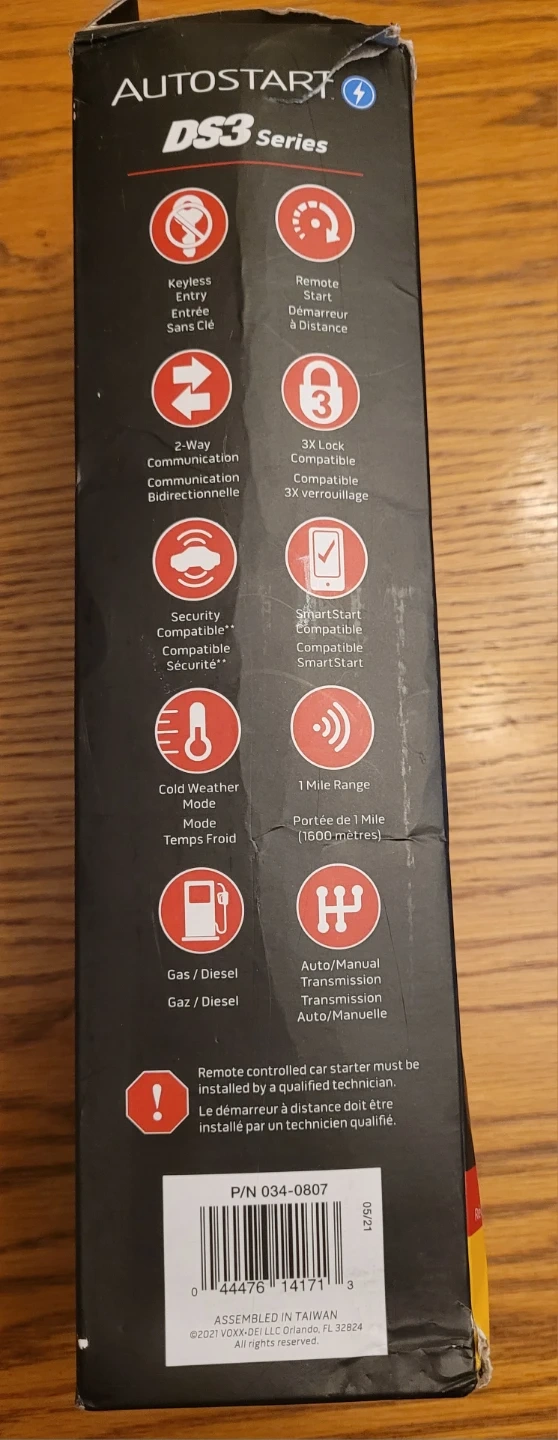 AUTOSTART
DS3 Series
Keyless
Entry
Entrée
Sans Clé
Remote
Start
Démarreur
à Distance
2-Way
Communication
Communication
Bidirectionnelle
3
3X Lock
Compatible
Compatible
3X verrouillage
Security
Compatible**
Compatible
Sécurité**
SmartStart
Compatible
Compatible
SmartStart
Cold Weather
Mode
Mode
Temps Froid
1 Mile Range
Portée de 1 Mile
(1600 mètres)
Gas / Diesel
Gaz / Diesel
Auto/Manual
Transmission
Transmission
Auto/Manuelle
!
Remote controlled car starter must be
installed by a qualified technician.
Le démarreur à distance doit être
installé par un technicien qualifié.
P/N 034-0807
05/21
0 44476 14171 3
ASSEMBLED IN TAIWAN
©2021 VOXX•DEI LLC Orlando, FL 32824
All rights reserved.